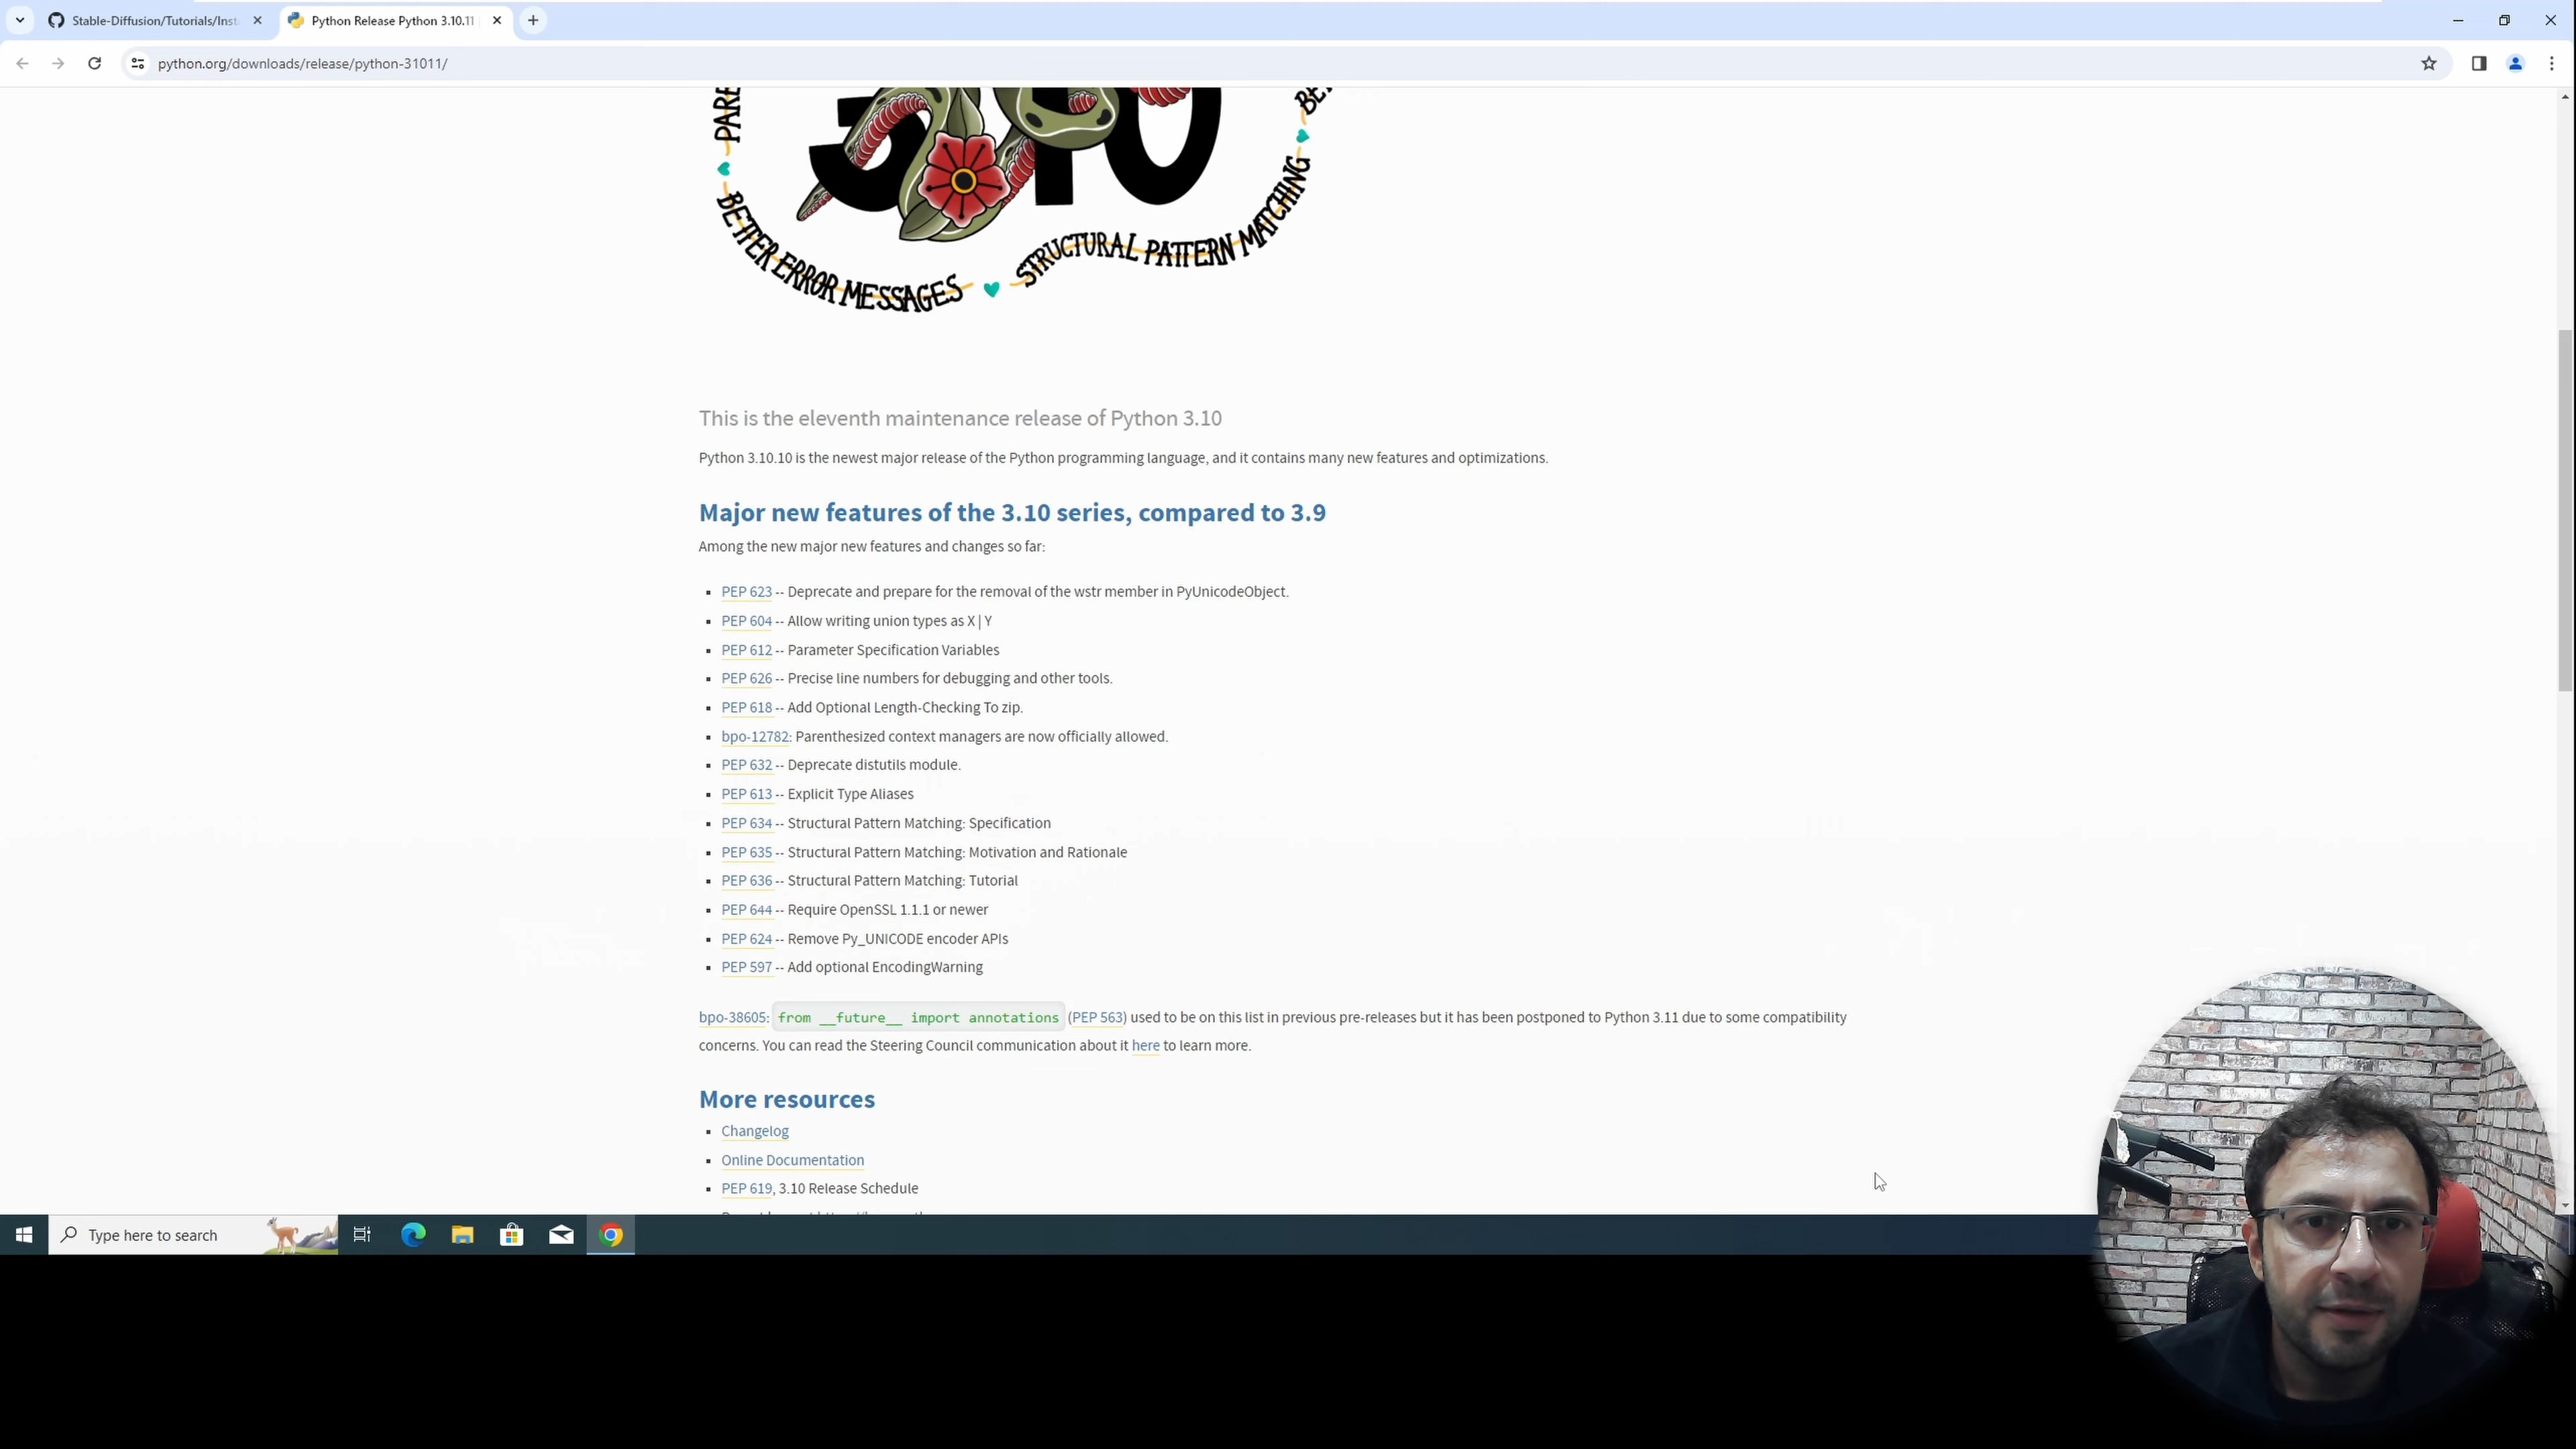 Stable-Diffusion/Tutorials/Inst
Python Release Python 3.10.11
python.org/downloads/release/python-31011/
PARE
BE
3.10
BETTER ERROR MESSAGES
STRUCTURAL PATTERN MATCHING
This is the eleventh maintenance release of Python 3.10
Python 3.10.10 is the newest major release of the Python programming language, and it contains many new features and optimizations.
Major new features of the 3.10 series, compared to 3.9
Among the new major new features and changes so far:
PEP 623 -- Deprecate and prepare for the removal of the wstr member in PyUnicodeObject.
PEP 604 -- Allow writing union types as X | Y
PEP 612 -- Parameter Specification Variables
PEP 626 -- Precise line numbers for debugging and other tools.
PEP 618 -- Add Optional Length-Checking To zip.
bpo-12782: Parenthesized context managers are now officially allowed.
PEP 632 -- Deprecate distutils module.
PEP 613 -- Explicit Type Aliases
PEP 634 -- Structural Pattern Matching: Specification
PEP 635 -- Structural Pattern Matching: Motivation and Rationale
PEP 636 -- Structural Pattern Matching: Tutorial
PEP 644 -- Require OpenSSL 1.1.1 or newer
PEP 624 -- Remove Py_UNICODE encoder APIs
PEP 597 -- Add optional EncodingWarning
bpo-38605: from __future__ import annotations (PEP 563) used to be on this list in previous pre-releases but it has been postponed to Python 3.11 due to some compatibility
concerns. You can read the Steering Council communication about it here to learn more.
More resources
Changelog
Online Documentation
PEP 619, 3.10 Release Schedule
Type here to search